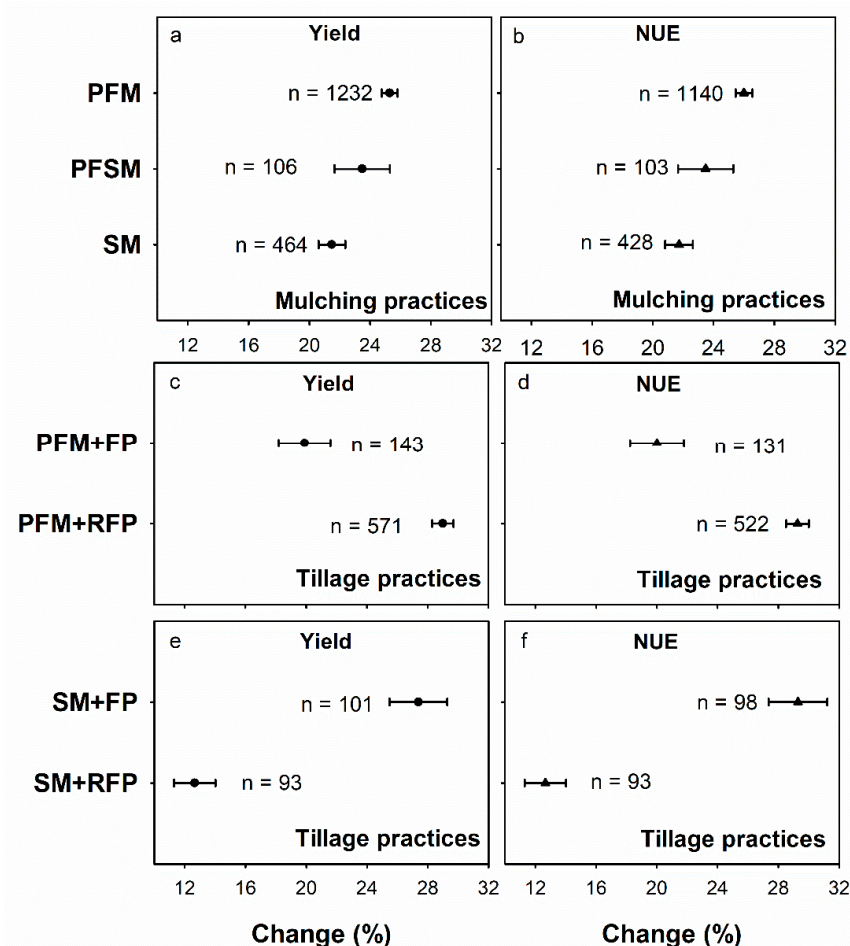 a Yield b NUE
PFM n = 1232 n = 1140
PFSM n = 106 n = 103
SM n = 464 n = 428
Mulching practices Mulching practices
12 16 20 24 28 32 12 16 20 24 28 32
c Yield d NUE
PFM+FP n = 143 n = 131
PFM+RFP n = 571 n = 522
Tillage practices Tillage practices
e Yield f NUE
SM+FP n = 101 n = 98
SM+RFP n = 93 n = 93
Tillage practices Tillage practices
12 16 20 24 28 32 12 16 20 24 28 32
Change (%) Change (%)